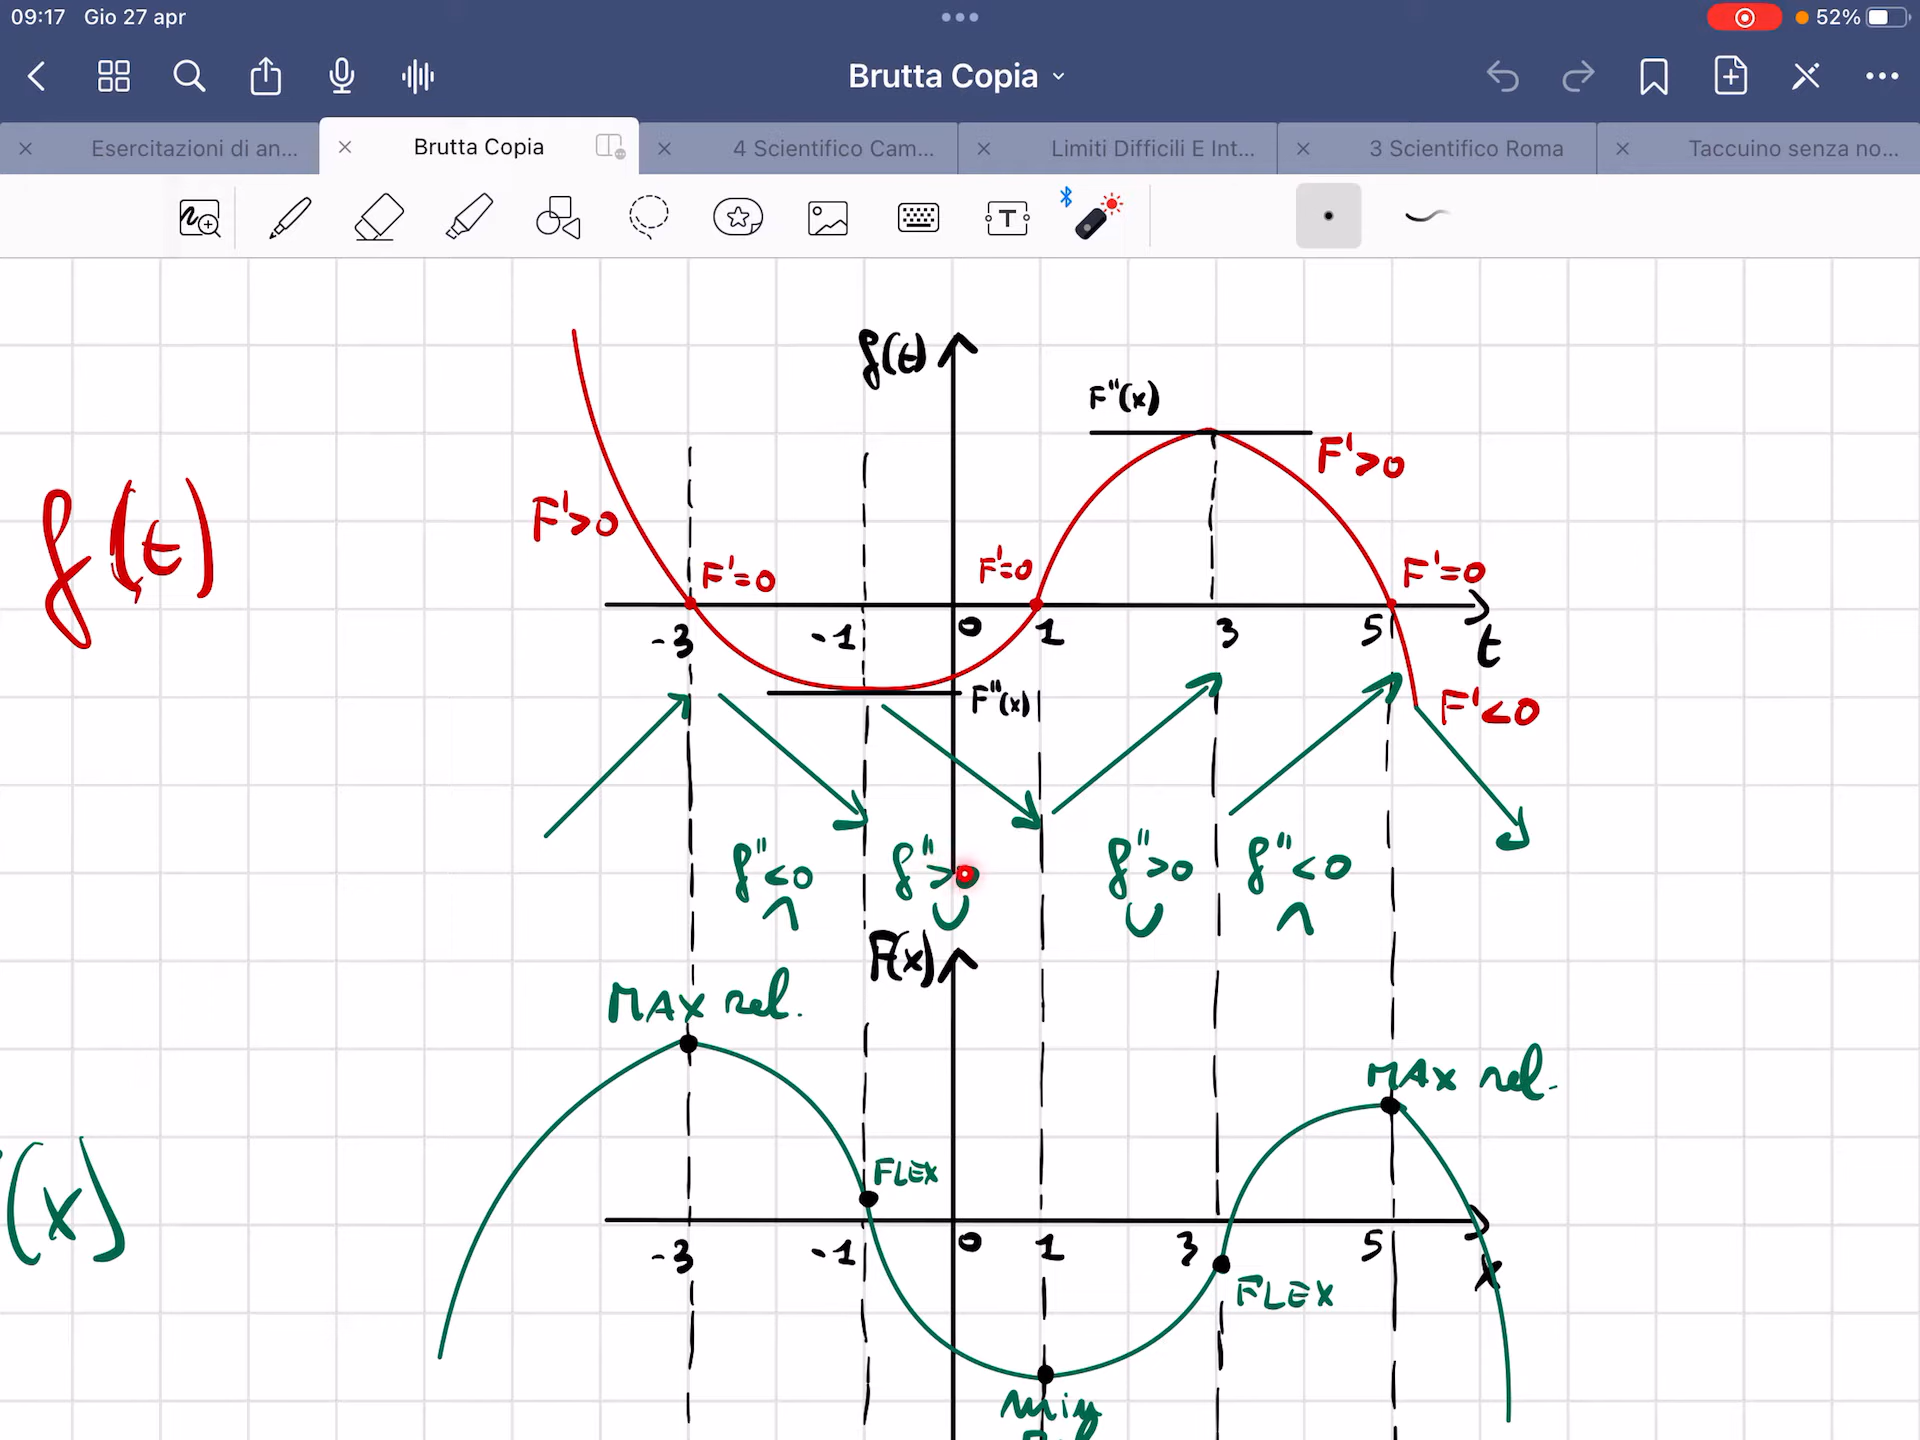 09:17 Gio 27 apr
52%
Brutta Copia
Esercitazioni di an...
Brutta Copia
4 Scientifico Cam...
Limiti Difficili E Int...
3 Scientifico Roma
Taccuino senza no...
T
f(t)
F''(x)
F'>0
f(t)
F'>0
F'=0
F'=0
F'=0
-3 -1 0 1 3 5 t
F''(x)
F'<0
f''<0 f''>0 f''>0 f''<0
F(x)
MAX rel.
MAX rel.
FLEX
(x)
-3 -1 0 1 3 5 x
FLEX
Min